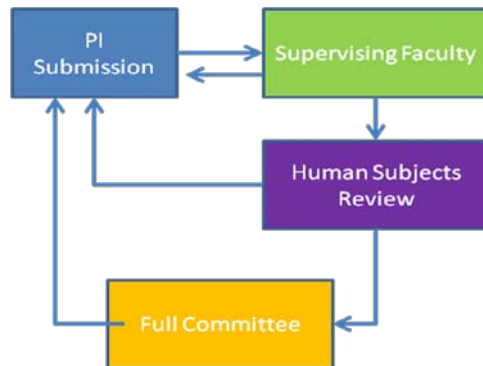 PI
Submission
Supervising Faculty
Human Subjects
Review
Full Committee